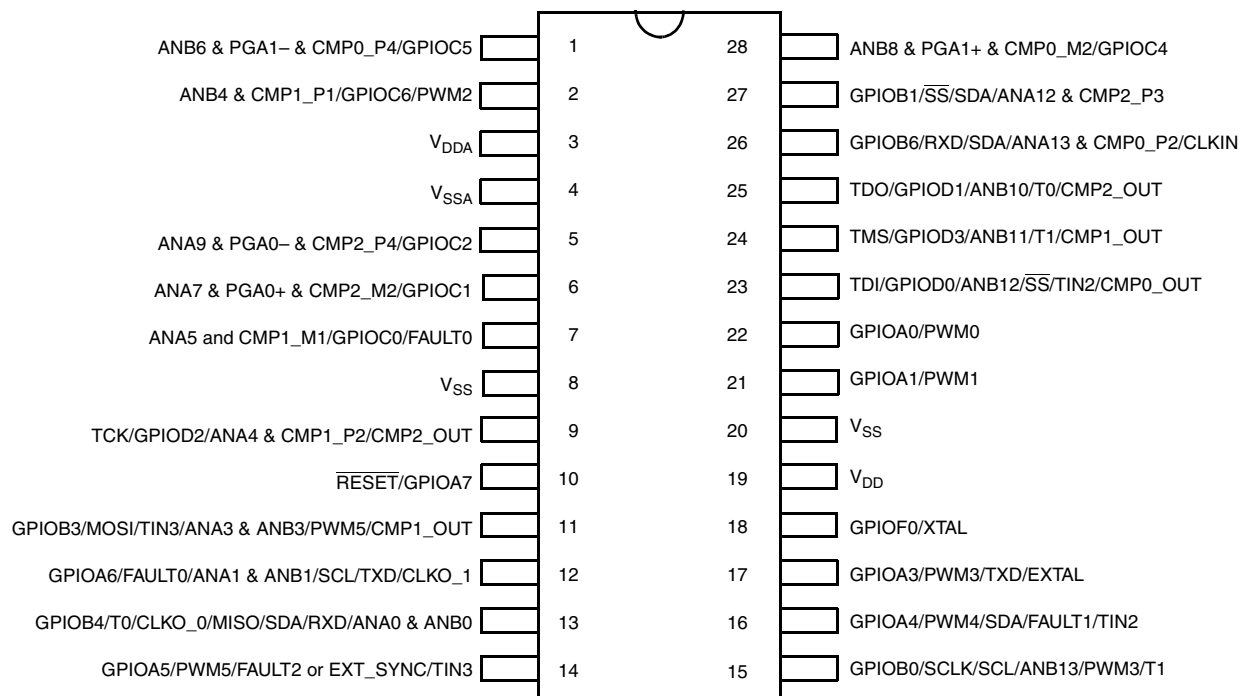 ANB6 & PGA1– & CMP0_P4/GPIOC5 1 28 ANB8 & PGA1+ & CMP0_M2/GPIOC4
ANB4 & CMP1_P1/GPIOC6/PWM2 2 27 GPIOB1/S̅S̅/SDA/ANA12 & CMP2_P3
VDDA 3 26 GPIOB6/RXD/SDA/ANA13 & CMP0_P2/CLKIN
VSSA 4 25 TDO/GPIOD1/ANB10/T0/CMP2_OUT
ANA9 & PGA0– & CMP2_P4/GPIOC2 5 24 TMS/GPIOD3/ANB11/T1/CMP1_OUT
ANA7 & PGA0+ & CMP2_M2/GPIOC1 6 23 TDI/GPIOD0/ANB12/S̅S̅/TIN2/CMP0_OUT
ANA5 and CMP1_M1/GPIOC0/FAULT0 7 22 GPIOA0/PWM0
VSS 8 21 GPIOA1/PWM1
TCK/GPIOD2/ANA4 & CMP1_P2/CMP2_OUT 9 20 VSS
R̅E̅S̅E̅T̅/GPIOA7 10 19 VDD
GPIOB3/MOSI/TIN3/ANA3 & ANB3/PWM5/CMP1_OUT 11 18 GPIOF0/XTAL
GPIOA6/FAULT0/ANA1 & ANB1/SCL/TXD/CLKO_1 12 17 GPIOA3/PWM3/TXD/EXTAL
GPIOB4/T0/CLKO_0/MISO/SDA/RXD/ANA0 & ANB0 13 16 GPIOA4/PWM4/SDA/FAULT1/TIN2
GPIOA5/PWM5/FAULT2 or EXT_SYNC/TIN3 14 15 GPIOB0/SCLK/SCL/ANB13/PWM3/T1